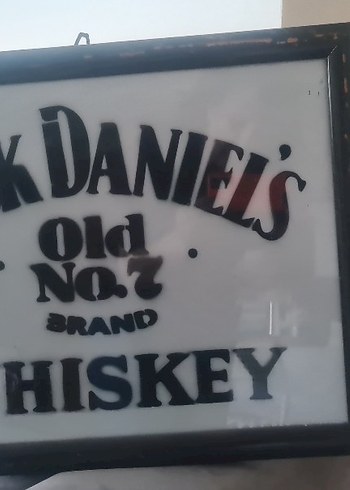 K DANIEL'S
Old
No.7
BRAND
HISKEY